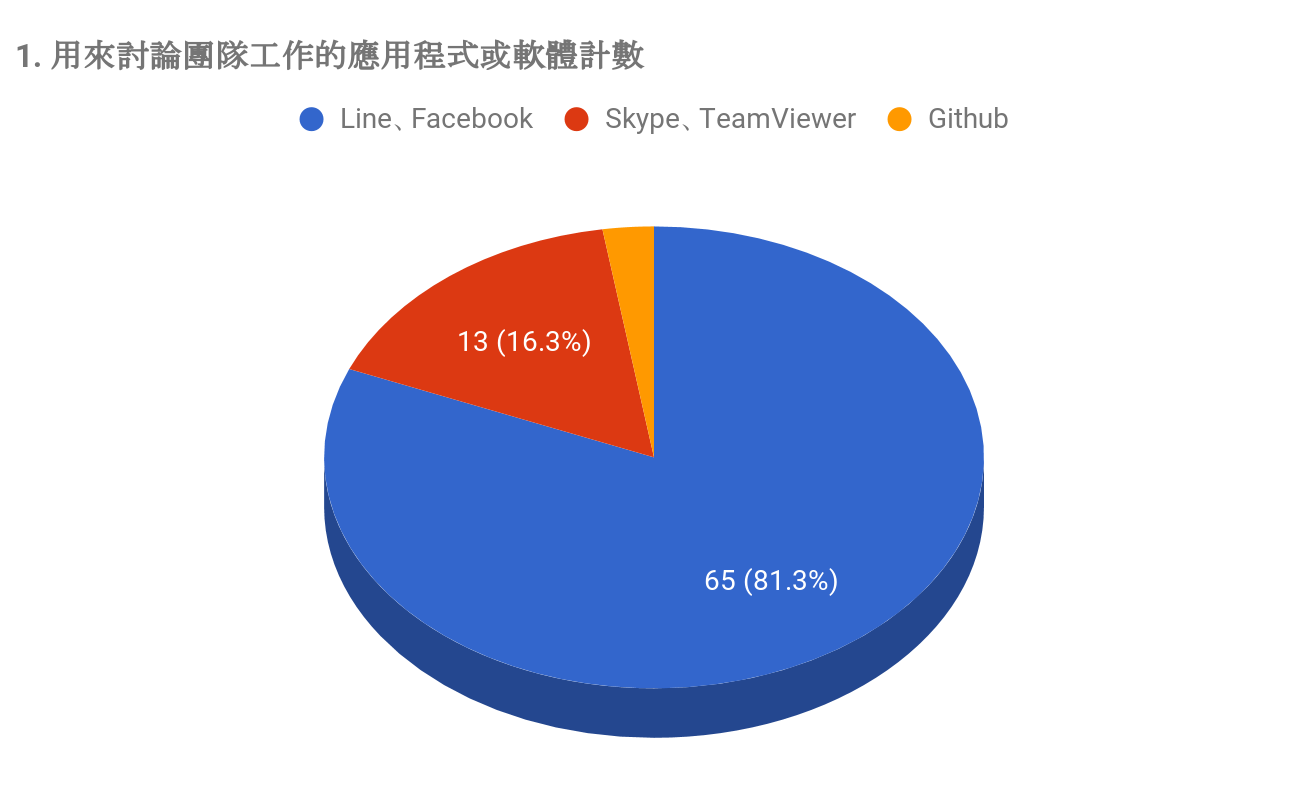 1. 用來討論團隊工作的應用程式或軟體計數
Line、Facebook
Skype、TeamViewer
Github
13 (16.3%)
65 (81.3%)